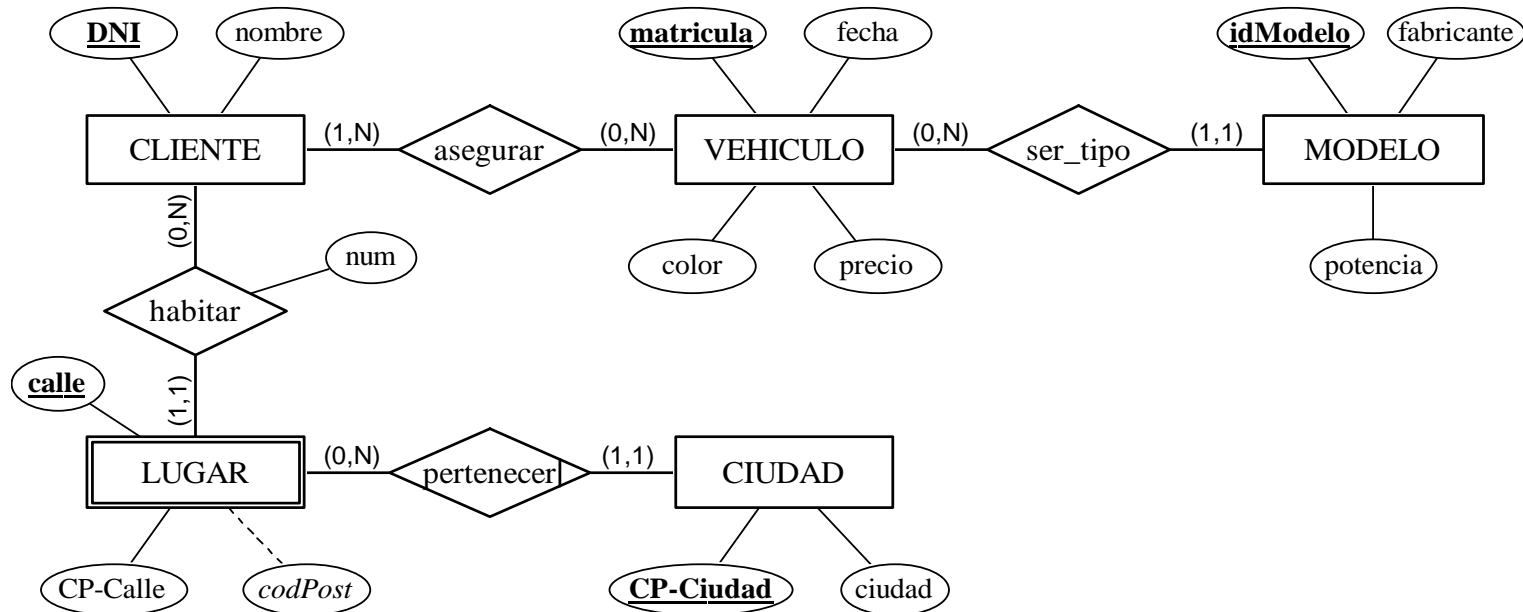 DNI nombre matricula fecha idModelo fabricante
CLIENTE (1,N) asegurar (0,N) VEHICULO (0,N) ser_tipo (1,1) MODELO
(0,N)
num color precio potencia
habitar
calle (1,1)
LUGAR (0,N) pertenecer (1,1) CIUDAD
CP-Calle codPost CP-Ciudad ciudad